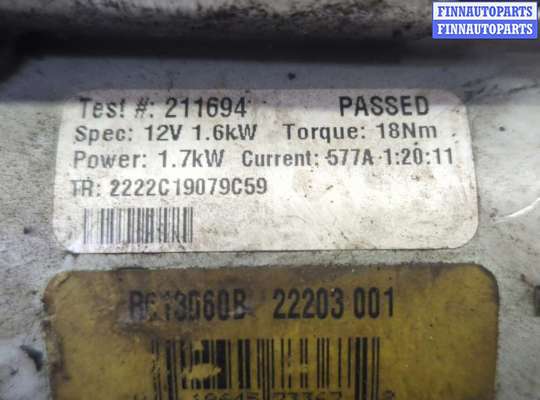 FINNAUTOPARTS
FINNAUTOPARTS
Test #: 211694 PASSED
Spec: 12V 1.6kW Torque: 18Nm
Power: 1.7kW Current: 577A 1:20:11
TR: 2222C19079C59
22203 001